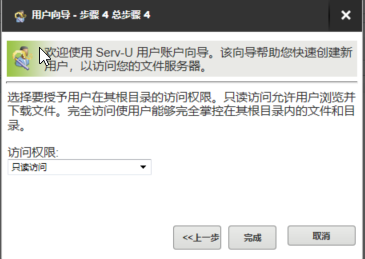 用户向导 - 步骤 4 总步骤 4
欢迎使用 Serv-U 用户账户向导。该向导帮助您快速创建新
用户，以访问您的文件服务器。
选择要授予用户在其根目录的访问权限。只读访问允许用户浏览并
下载文件。完全访问使用户能够完全掌控在其根目录内的文件和目
录。
访问权限:
只读访问
<<上一步 完成 取消